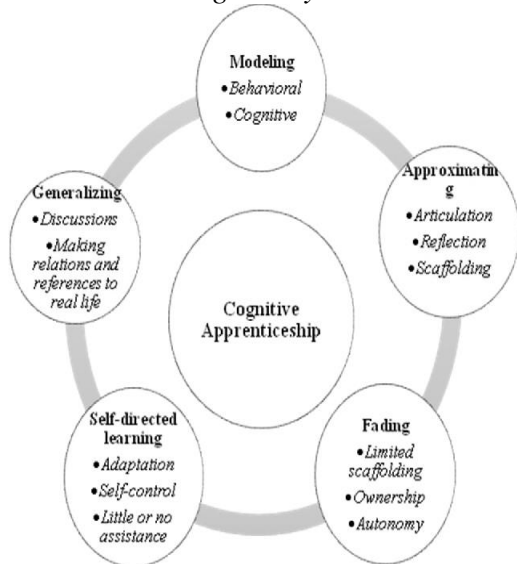 Modeling
•Behavioral
•Cognitive
Approximatin
g
•Articulation
•Reflection
•Scaffolding
Fading
•Limited
scaffolding
•Ownership
•Autonomy
Self-directed
learning
•Adaptation
•Self-control
•Little or no
assistance
Generalizing
•Discussions
•Making
relations and
references to
real life
Cognitive
Apprenticeship